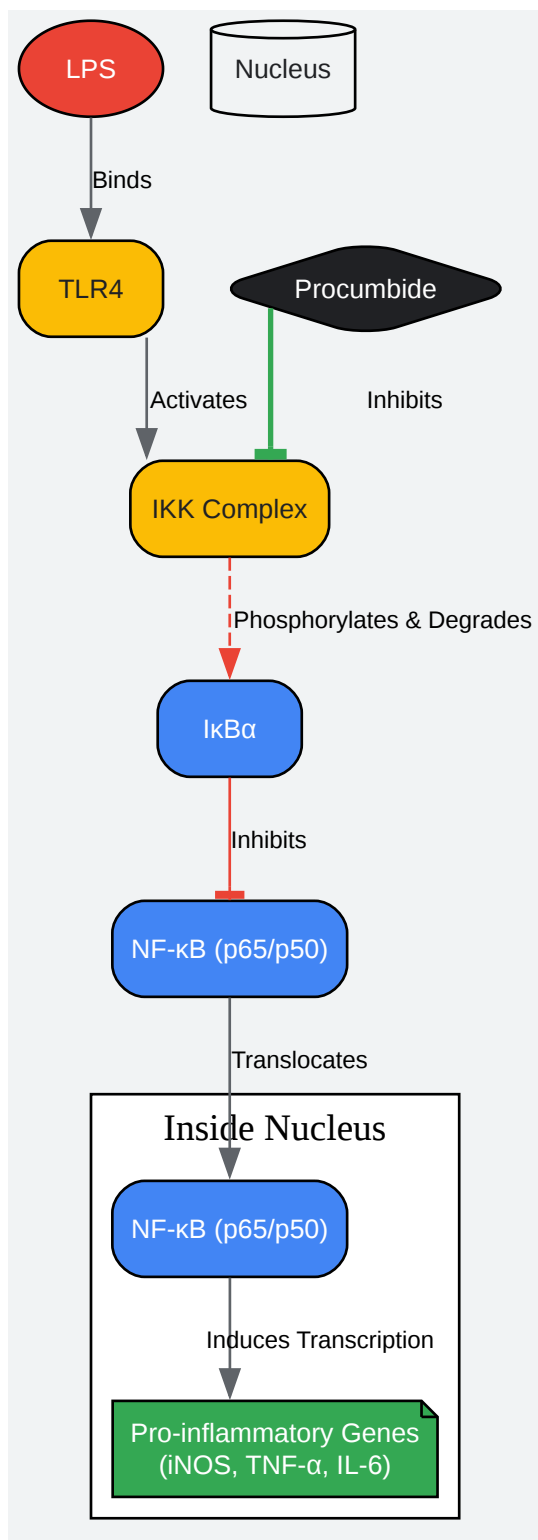 LPS
Nucleus
Binds
TLR4
Procumbide
Activates
Inhibits
IKK Complex
Phosphorylates & Degrades
IκBα
Inhibits
NF-κB (p65/p50)
Translocates
Inside Nucleus
NF-κB (p65/p50)
Induces Transcription
Pro-inflammatory Genes
(iNOS, TNF-α, IL-6)